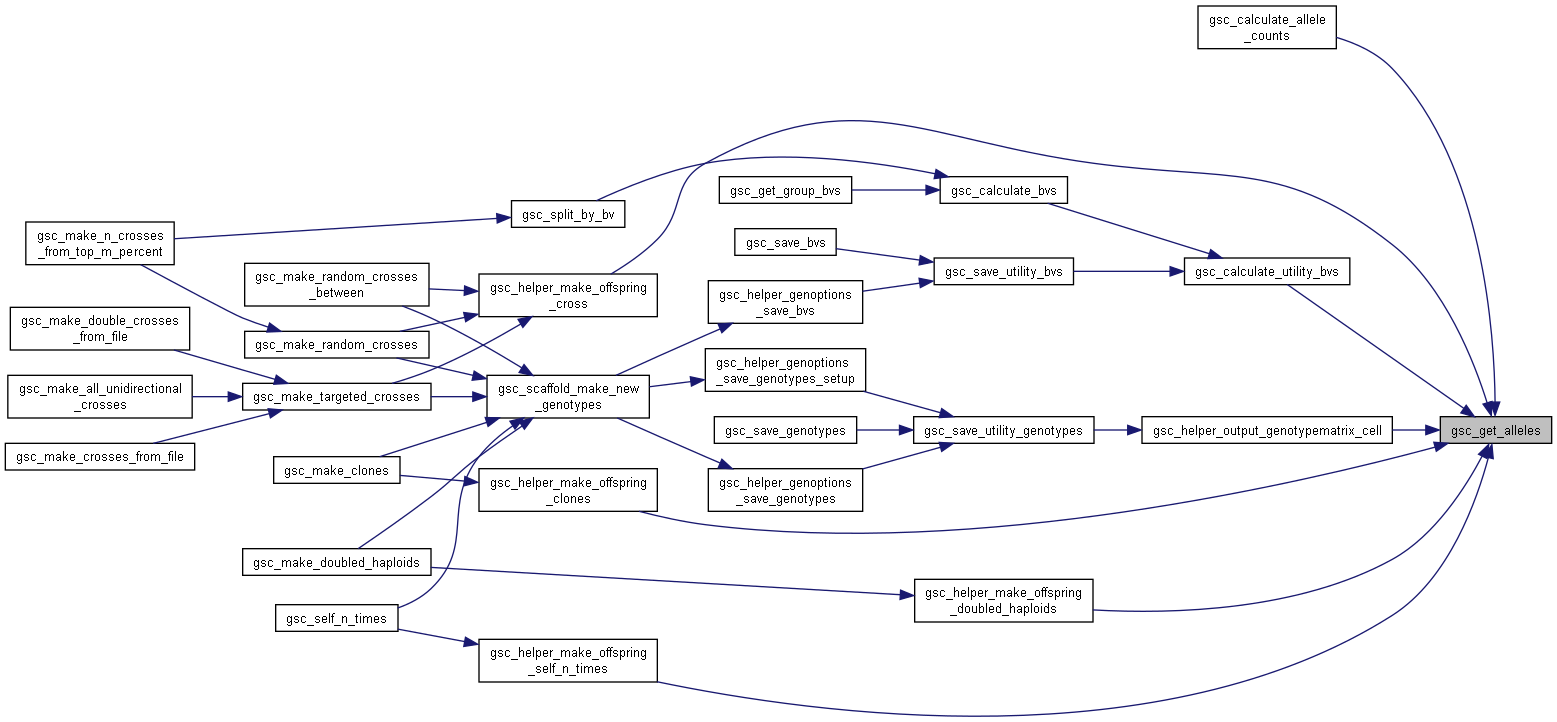 gsc_calculate_allele
_counts
gsc_get_group_bvs
gsc_calculate_bvs
gsc_split_by_bv
gsc_make_n_crosses
_from_top_m_percent
gsc_save_bvs
gsc_make_random_crosses
_between
gsc_helper_make_offspring
_cross
gsc_save_utility_bvs
gsc_calculate_utility_bvs
gsc_helper_genoptions
_save_bvs
gsc_make_double_crosses
_from_file
gsc_make_random_crosses
gsc_helper_genoptions
_save_genotypes_setup
gsc_make_all_unidirectional
_crosses
gsc_make_targeted_crosses
gsc_scaffold_make_new
_genotypes
gsc_save_genotypes
gsc_save_utility_genotypes
gsc_helper_output_genotypematrix_cell
gsc_get_alleles
gsc_make_crosses_from_file
gsc_make_clones
gsc_helper_make_offspring
_clones
gsc_helper_genoptions
_save_genotypes
gsc_make_doubled_haploids
gsc_helper_make_offspring
_doubled_haploids
gsc_self_n_times
gsc_helper_make_offspring
_self_n_times